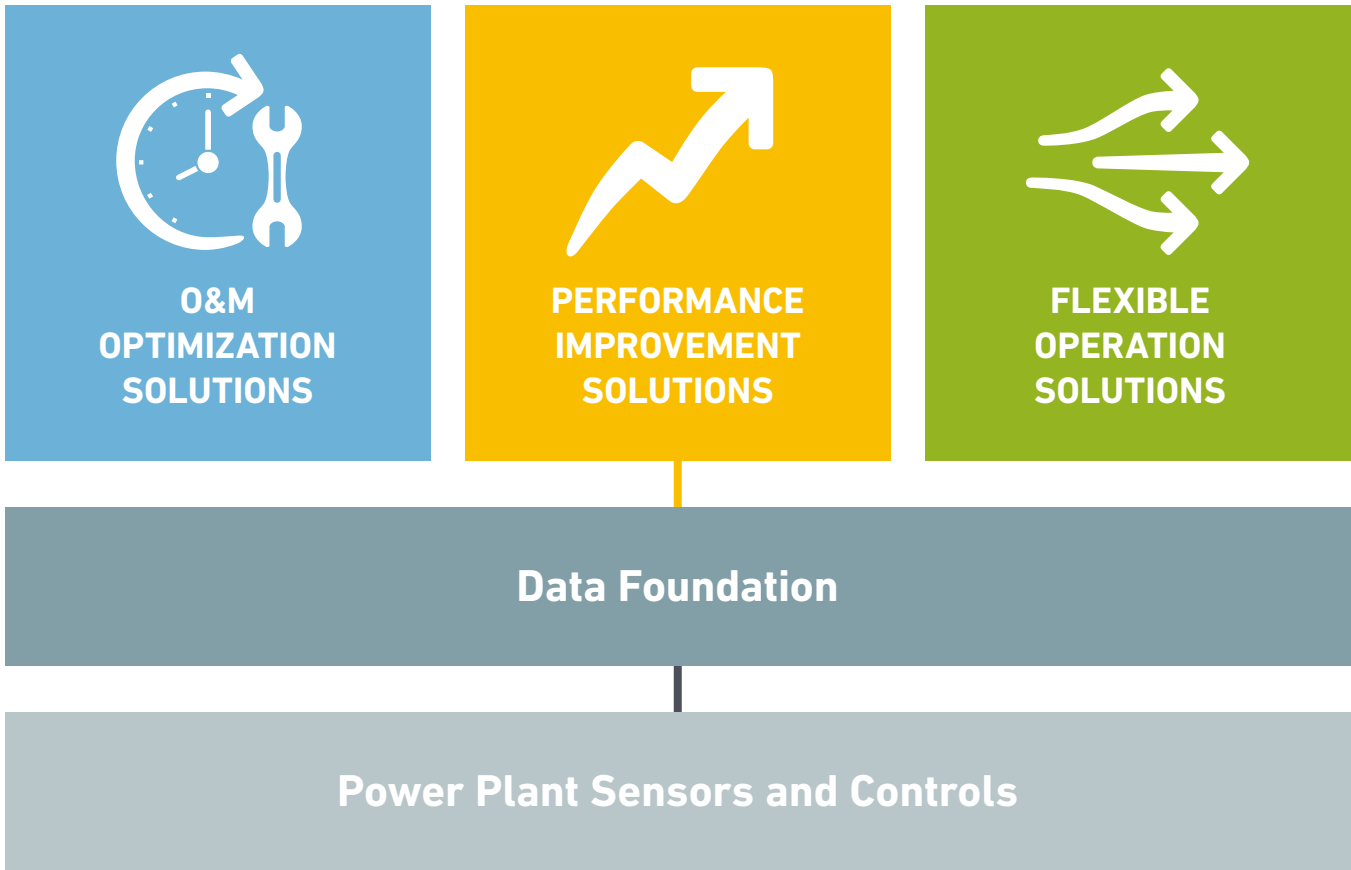 O&M
OPTIMIZATION
SOLUTIONS
PERFORMANCE
IMPROVEMENT
SOLUTIONS
FLEXIBLE
OPERATION
SOLUTIONS
Data Foundation
Power Plant Sensors and Controls